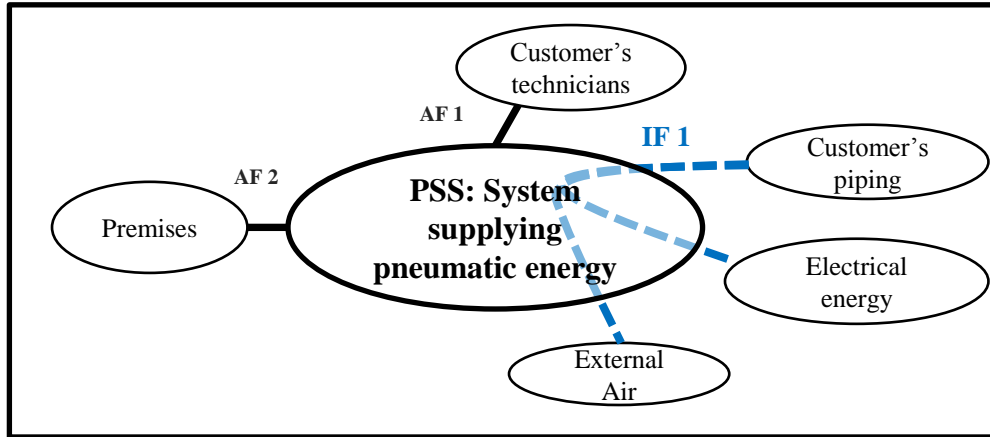 Customer’s
technicians
AF 1
IF 1
Customer’s
piping
AF 2
PSS: System
supplying
pneumatic energy
Premises
Electrical
energy
External
Air